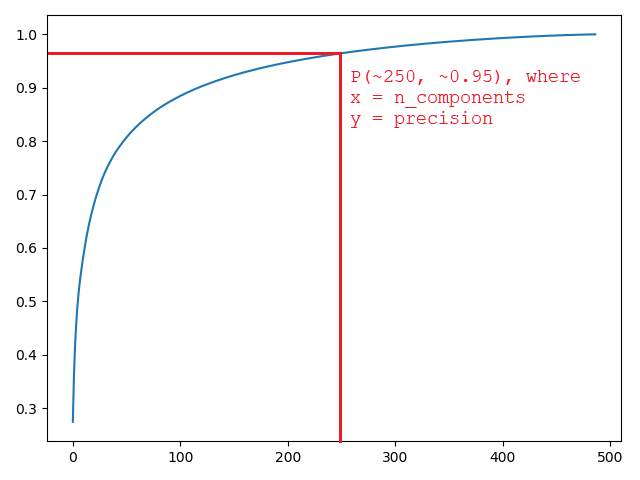 1.0
0.9
0.8
0.7
0.6
0.5
0.4
0.3
P(~250, ~0.95), where
x = n_components
y = precision
0 100 200 300 400 500